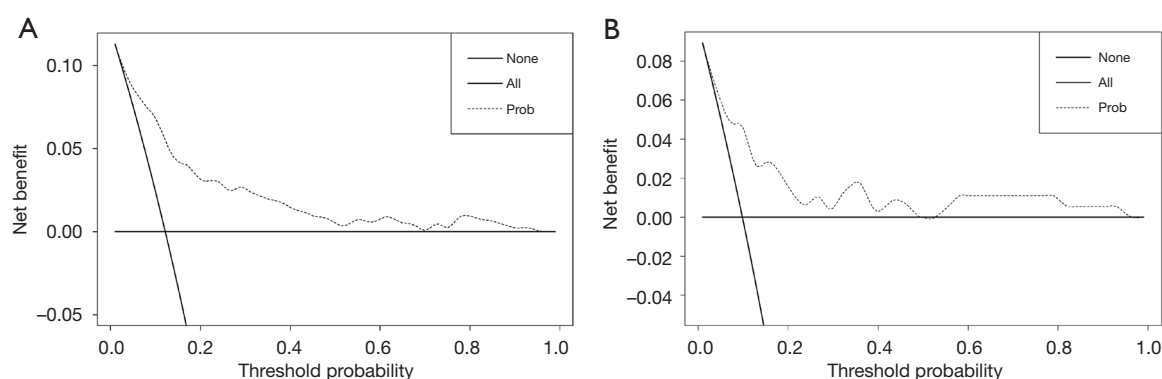 A
Net benefit
0.10
0.05
0.00
−0.05
None
All
Prob
0.0 0.2 0.4 0.6 0.8 1.0
Threshold probability
B
Net benefit
0.08
0.06
0.04
0.02
0.00
−0.02
−0.04
None
All
Prob
0.0 0.2 0.4 0.6 0.8 1.0
Threshold probability